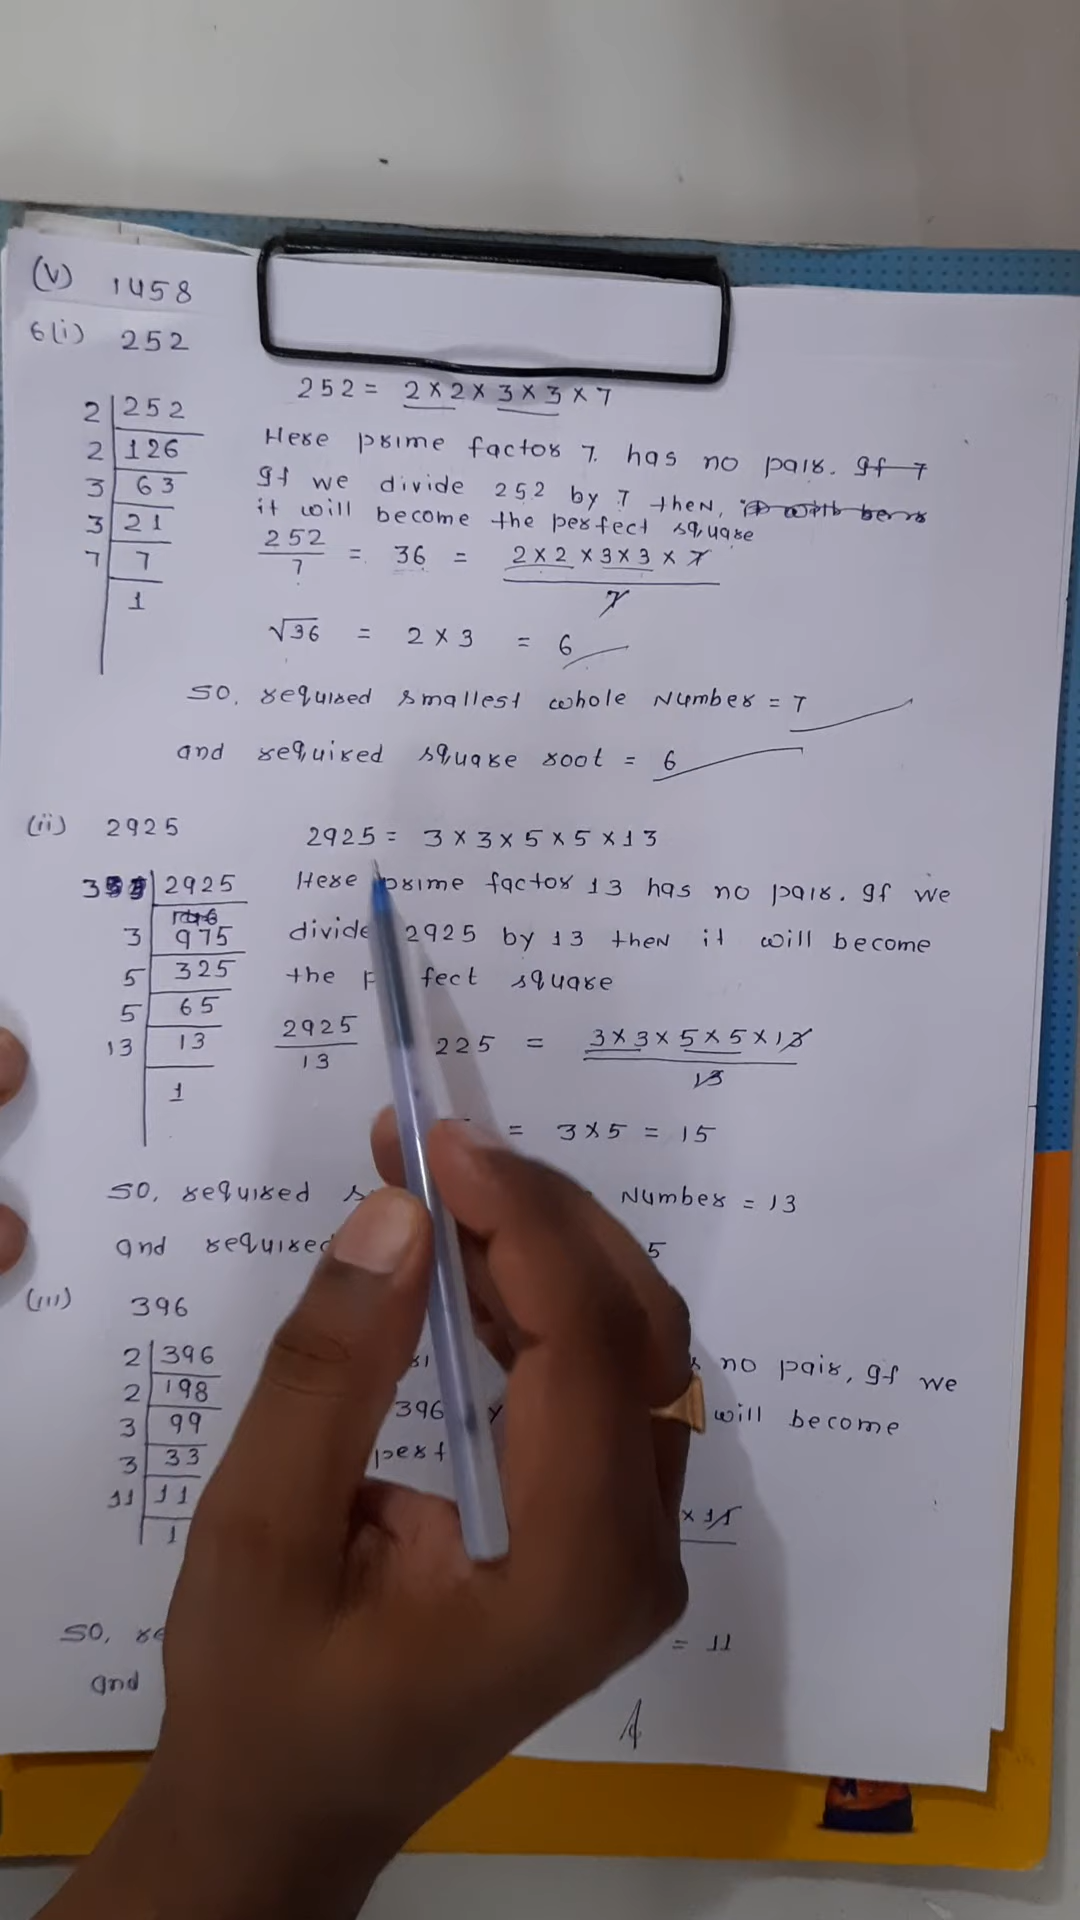 (V) 1458
6(i) 252
252 = 2 × 2 × 3 × 3 × 7
2 252
2 126
3 63
3 21
7 7
1
Here prime factor 7. has no pair. If 7
If we divide 252 by 7 then,
it will become the perfect square
252/7 = 36 = 2 × 2 × 3 × 3 × 7/7
√36 = 2 × 3 = 6
So, required smallest whole Number = 7
and required square root = 6
(ii) 2925
2925 = 3 × 3 × 5 × 5 × 13
3 2925
3 975
5 325
5 65
13 13
1
Here prime factor 13 has no pair. If we
divide 2925 by 13 then it will become
the fect square
2925/13 225 = 3 × 3 × 5 × 5 × 13/13
= 3 × 5 = 15
So, required Number = 13
and required 5
(iii) 396
2 396
2 198
3 99
3 33
11 11
1
no pair, If we
396 will become
× 11
So, = 11
and